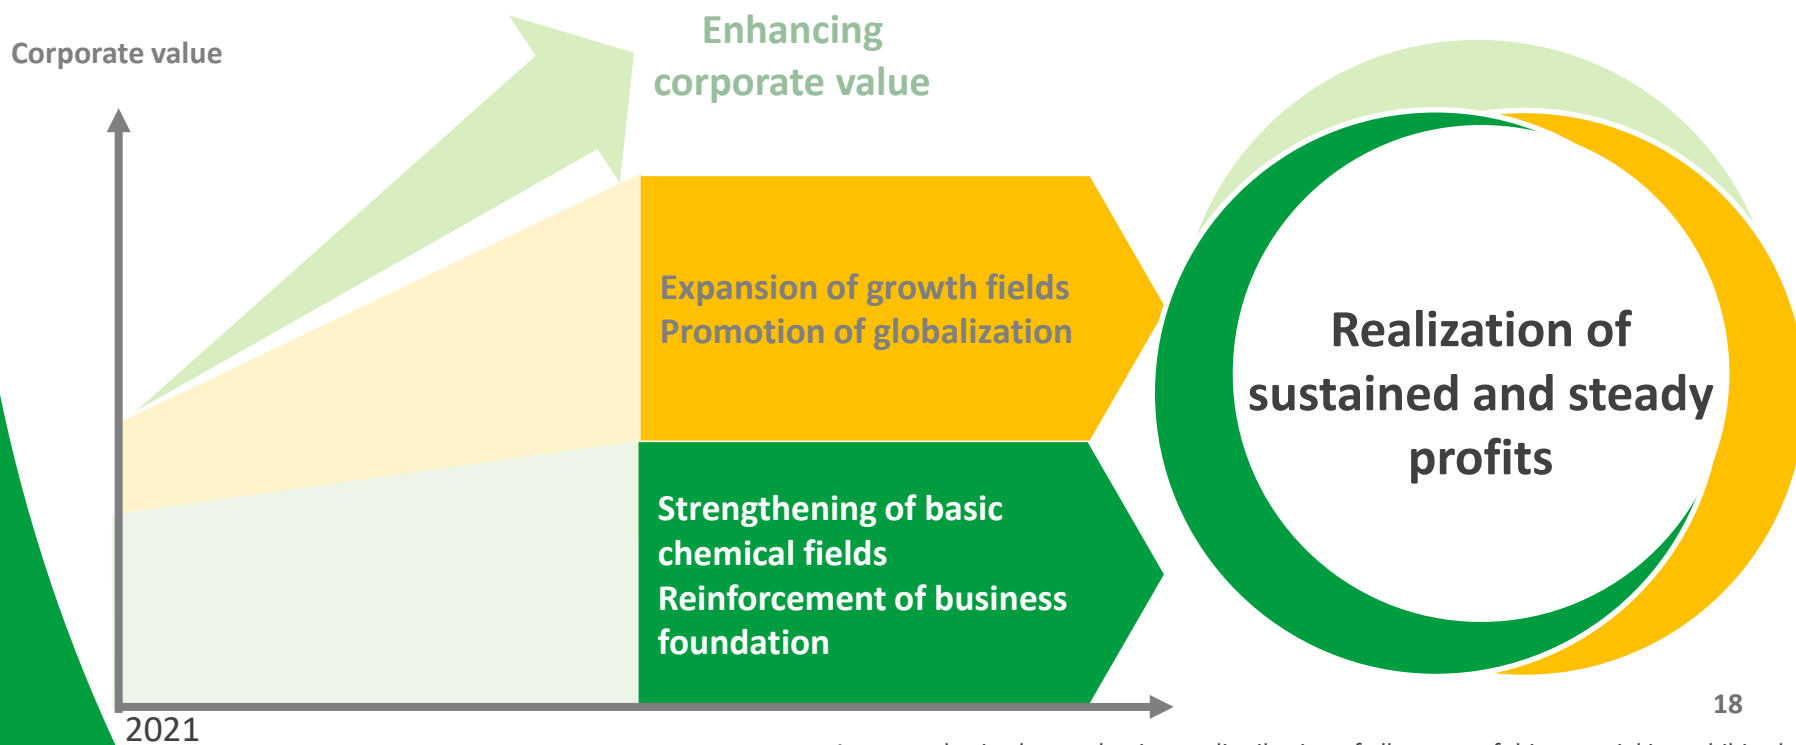 Corporate value
Enhancing
corporate value
Expansion of growth fields
Promotion of globalization
Strengthening of basic
chemical fields
Reinforcement of business
foundation
Realization of
sustained and steady
profits
2021
18